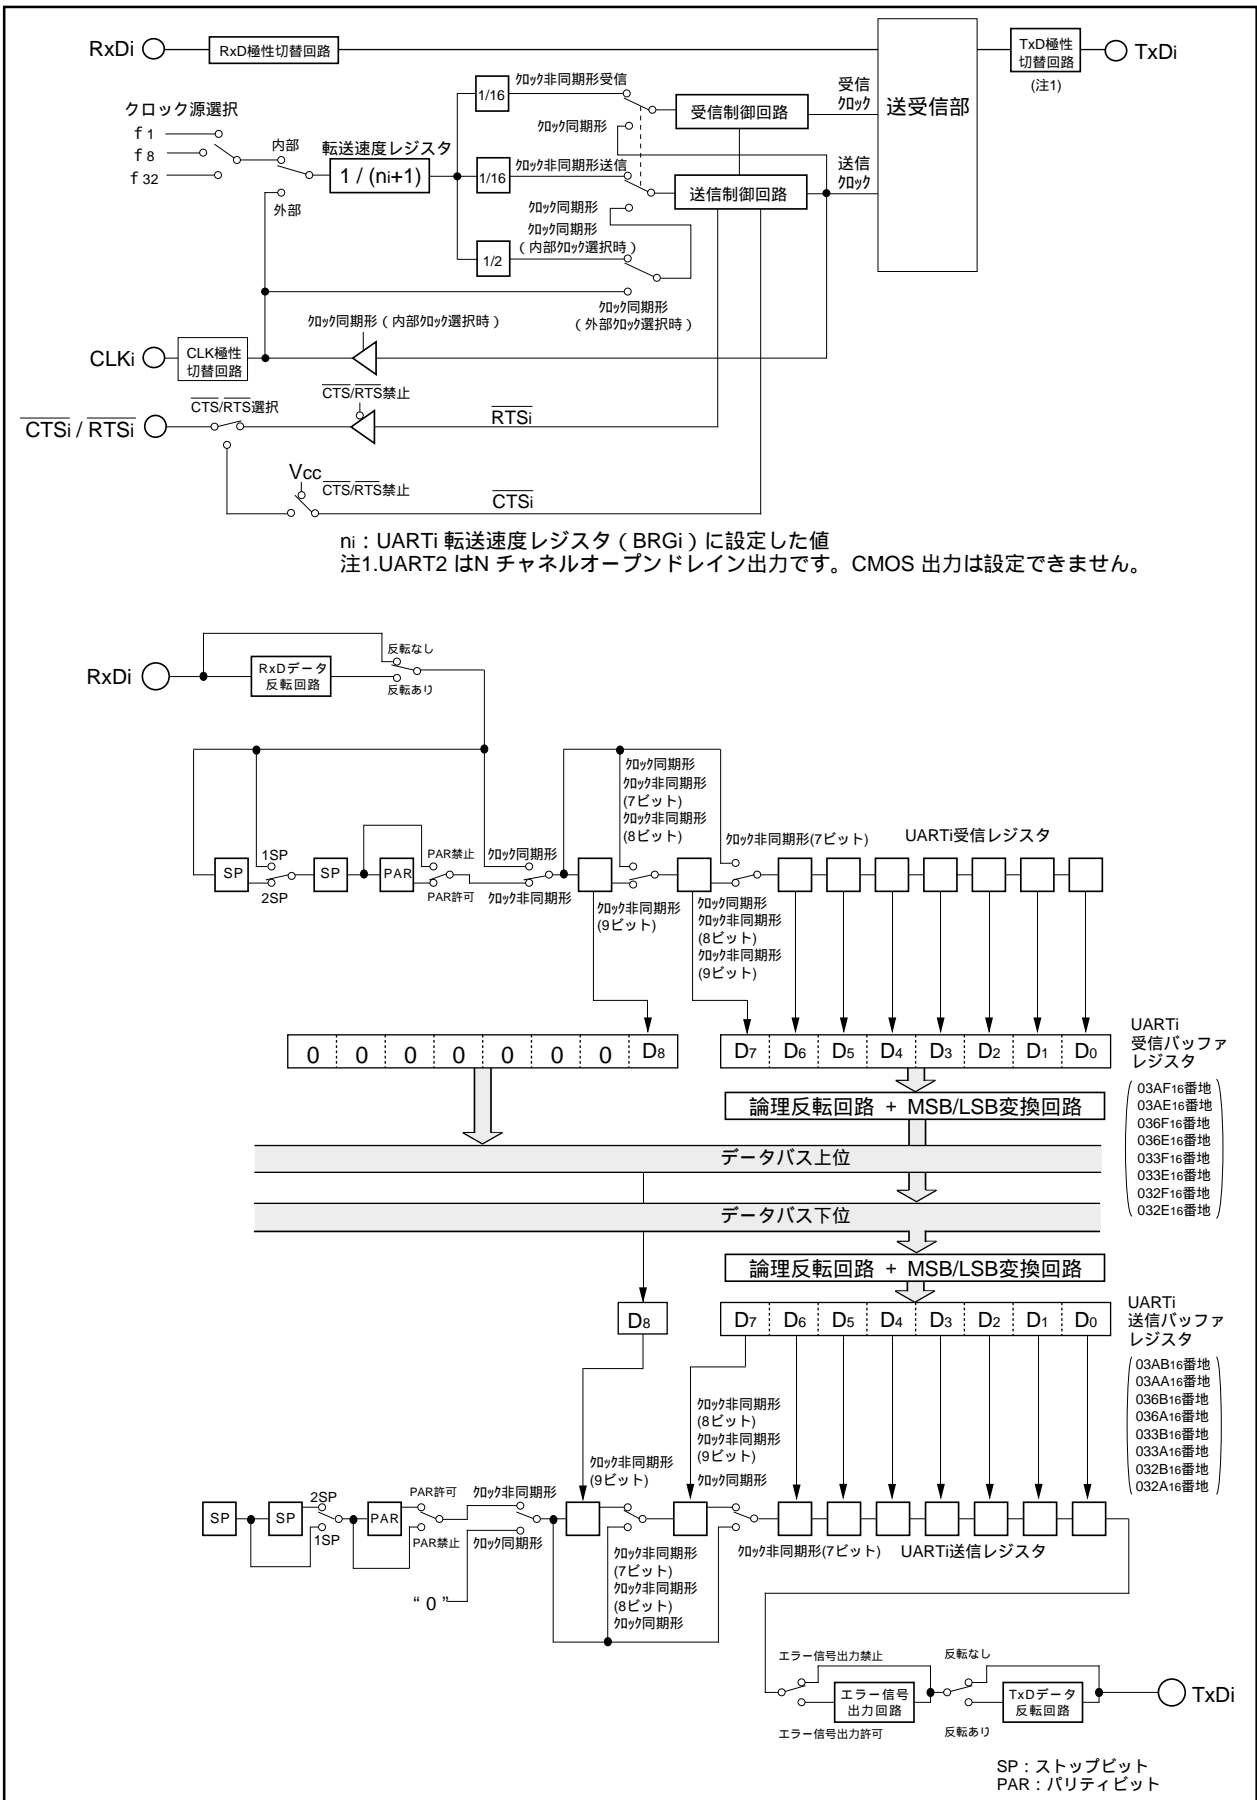 RxDi
RxD極性切替回路
TxD極性
切替回路
(注1)
TxDi
クロック源選択
f 1
f 8
f 32
内部
外部
転送速度レジスタ
1 / (ni+1)
1/16
クロック非同期形受信
クロック同期形
受信制御回路
受信
クロック
送受信部
1/16
クロック非同期形送信
クロック同期形
送信制御回路
送信
クロック
クロック同期形
(内部クロック選択時)
1/2
クロック同期形
(外部クロック選択時)
クロック同期形(内部クロック選択時)
CLKi
CLK極性
切替回路
CTSi / RTSi
CTS/RTS選択
CTS/RTS禁止
RTSi
Vcc
CTS/RTS禁止
CTSi
ni:UARTi 転送速度レジスタ(BRGi)に設定した値
注1.UART2 はN チャネルオープンドレイン出力です。CMOS 出力は設定できません。
RxDi
RxDデータ
反転回路
反転なし
反転あり
クロック同期形
クロック非同期形
(7ビット)
クロック非同期形
(8ビット)
クロック非同期形(7ビット)
UARTi受信レジスタ
SP
1SP
2SP
SP
PAR
PAR禁止
PAR許可
クロック同期形
クロック非同期形
クロック非同期形
(9ビット)
クロック同期形
クロック非同期形
(8ビット)
クロック非同期形
(9ビット)
0 0 0 0 0 0 0 D8
D7 D6 D5 D4 D3 D2 D1 D0
UARTi
受信バッファ
レジスタ
03AF16番地
03AE16番地
036F16番地
036E16番地
033F16番地
033E16番地
032F16番地
032E16番地
論理反転回路 + MSB/LSB変換回路
データバス上位
データバス下位
論理反転回路 + MSB/LSB変換回路
D8
D7 D6 D5 D4 D3 D2 D1 D0
UARTi
送信バッファ
レジスタ
03AB16番地
03AA16番地
036B16番地
036A16番地
033B16番地
033A16番地
032B16番地
032A16番地
クロック非同期形
(8ビット)
クロック非同期形
(9ビット)
クロック同期形
クロック非同期形
(9ビット)
SP
SP
2SP
1SP
PAR
PAR許可
PAR禁止
クロック非同期形
クロック同期形
“ 0 ”
クロック非同期形
(7ビット)
クロック非同期形
(8ビット)
クロック同期形
クロック非同期形(7ビット)
UARTi送信レジスタ
エラー信号出力禁止
エラー信号
出力回路
エラー信号出力許可
反転なし
TxDデータ
反転回路
反転あり
TxDi
SP:ストップビット
PAR:パリティビット